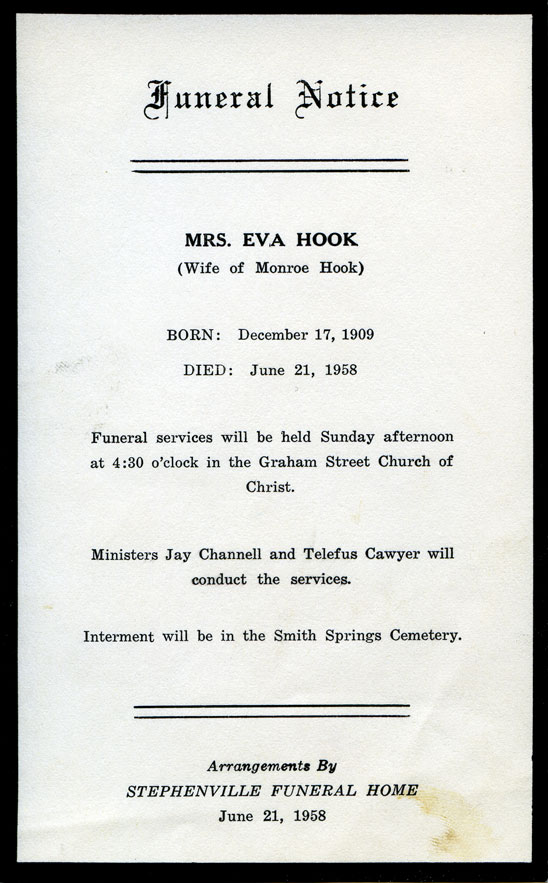 Funeral Notice
MRS. EVA HOOK
(Wife of Monroe Hook)
BORN: December 17, 1909
DIED: June 21, 1958
Funeral services will be held Sunday afternoon
at 4:30 o'clock in the Graham Street Church of
Christ.
Ministers Jay Channell and Telefus Cawyer will
conduct the services.
Interment will be in the Smith Springs Cemetery.
Arrangements By
STEPHENVILLE FUNERAL HOME
June 21, 1958